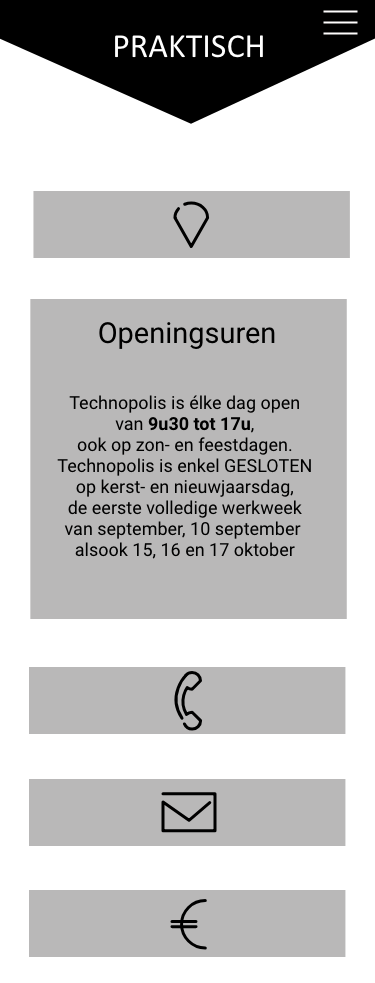 PRAKTISCH
Openingsuren
Technopolis is élke dag open
van 9u30 tot 17u,
ook op zon- en feestdagen.
Technopolis is enkel GESLOTEN
op kerst- en nieuwjaarsdag,
de eerste volledige werkweek
van september, 10 september
alsook 15, 16 en 17 oktober